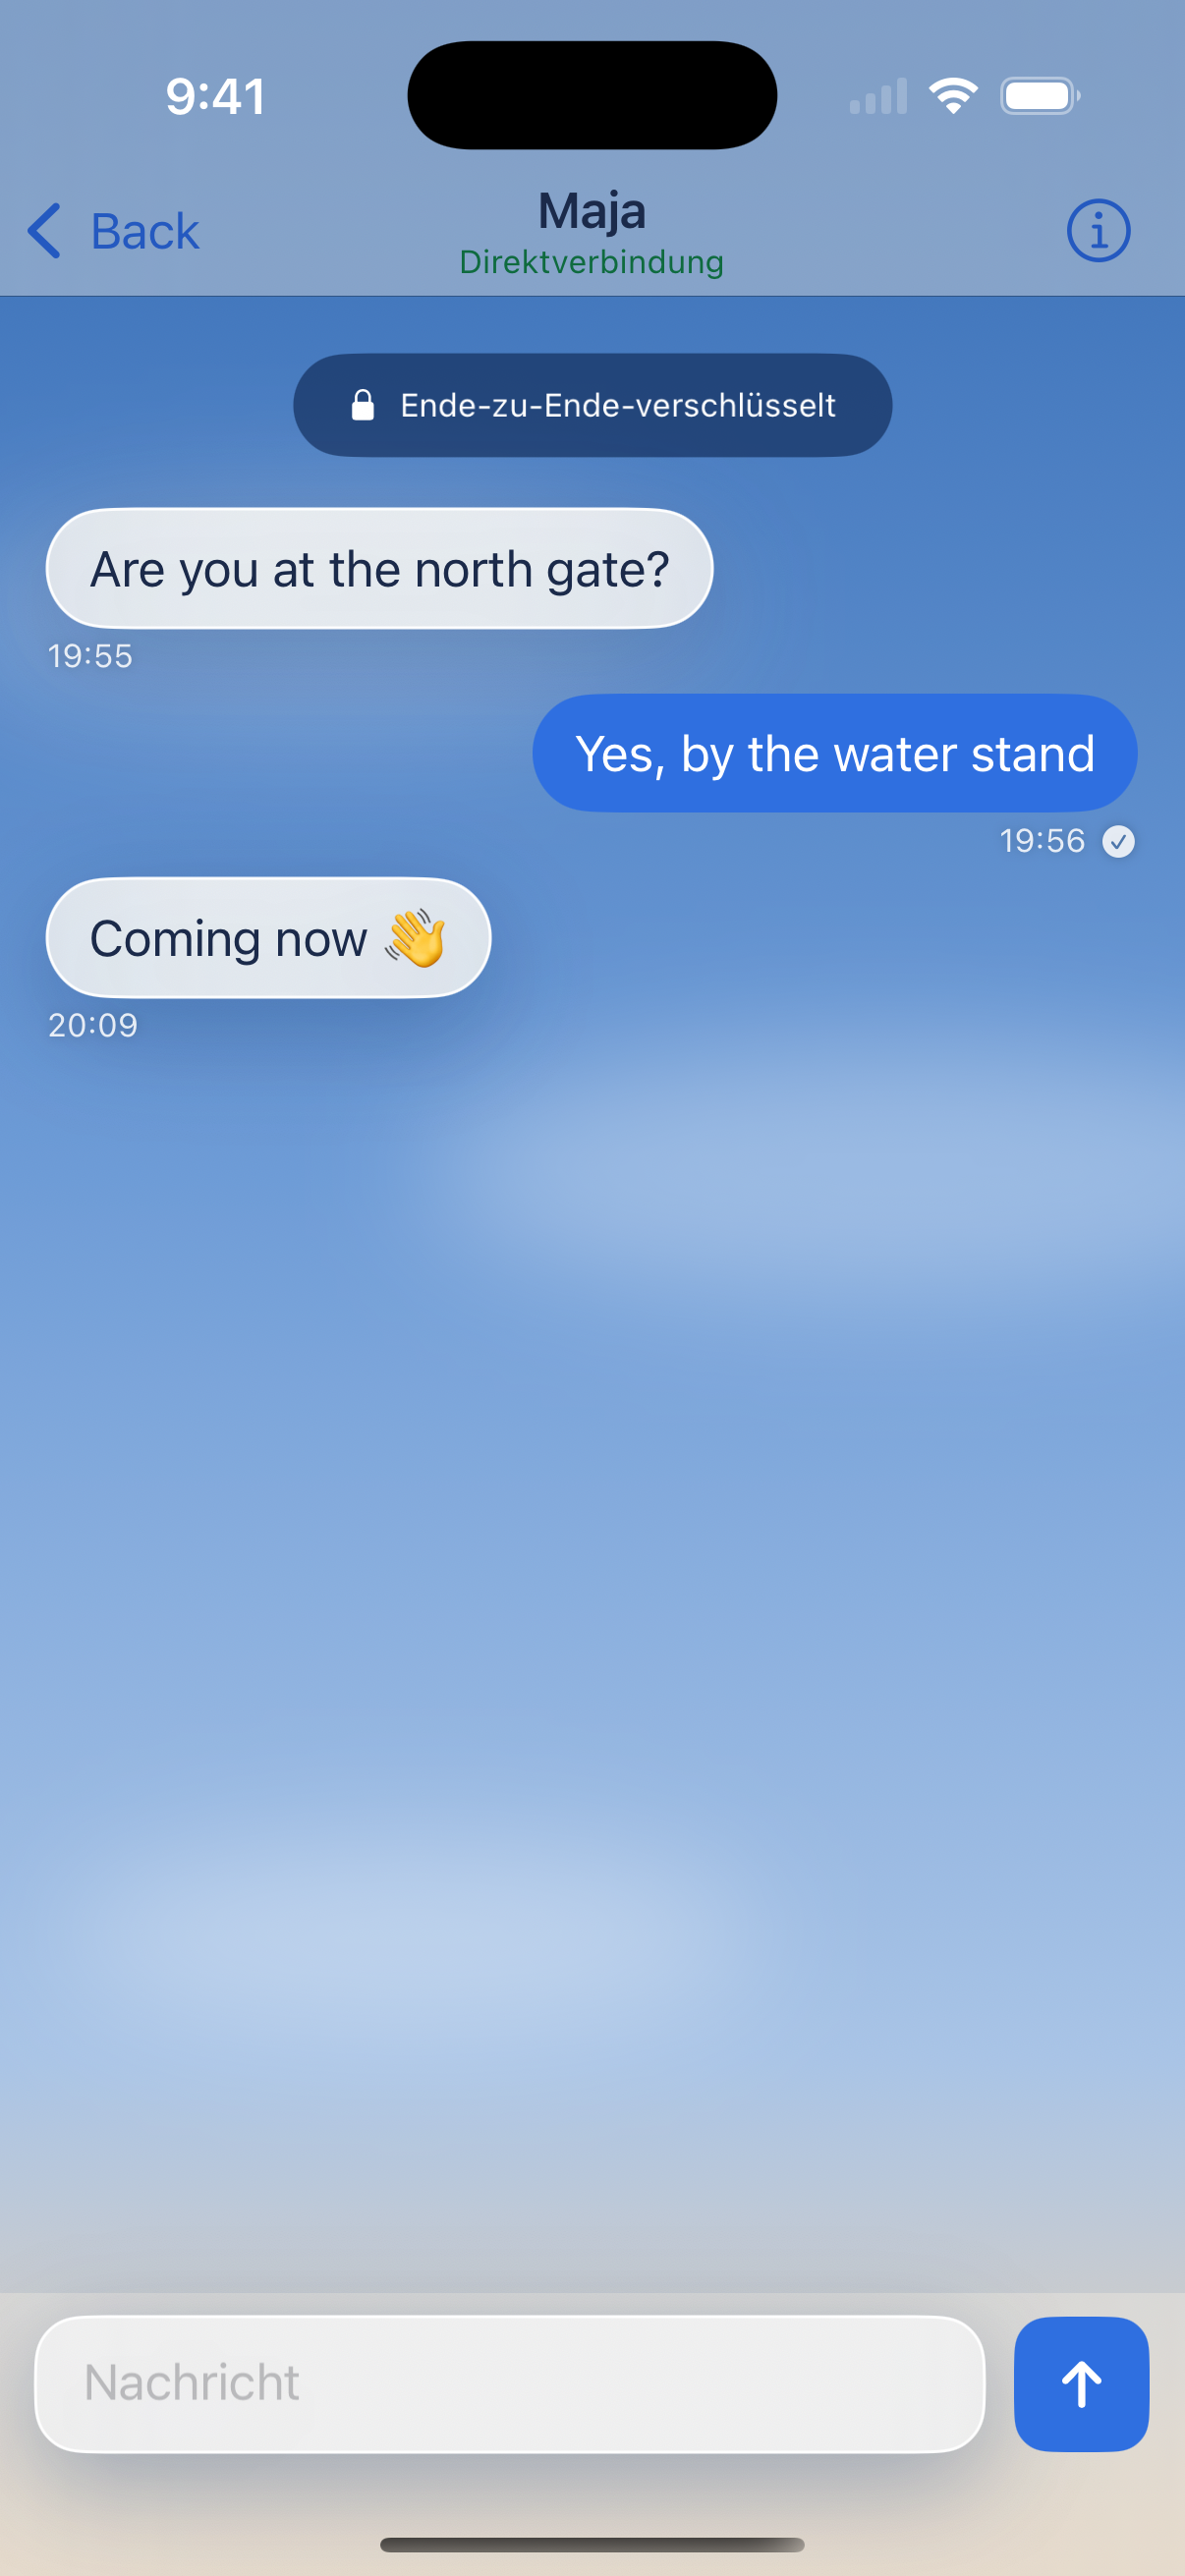 9:41
Back
Maja
Direktverbindung
Ende-zu-Ende-verschlüsselt
Are you at the north gate?
19:55
Yes, by the water stand
19:56
Coming now 👋
20:09
Nachricht